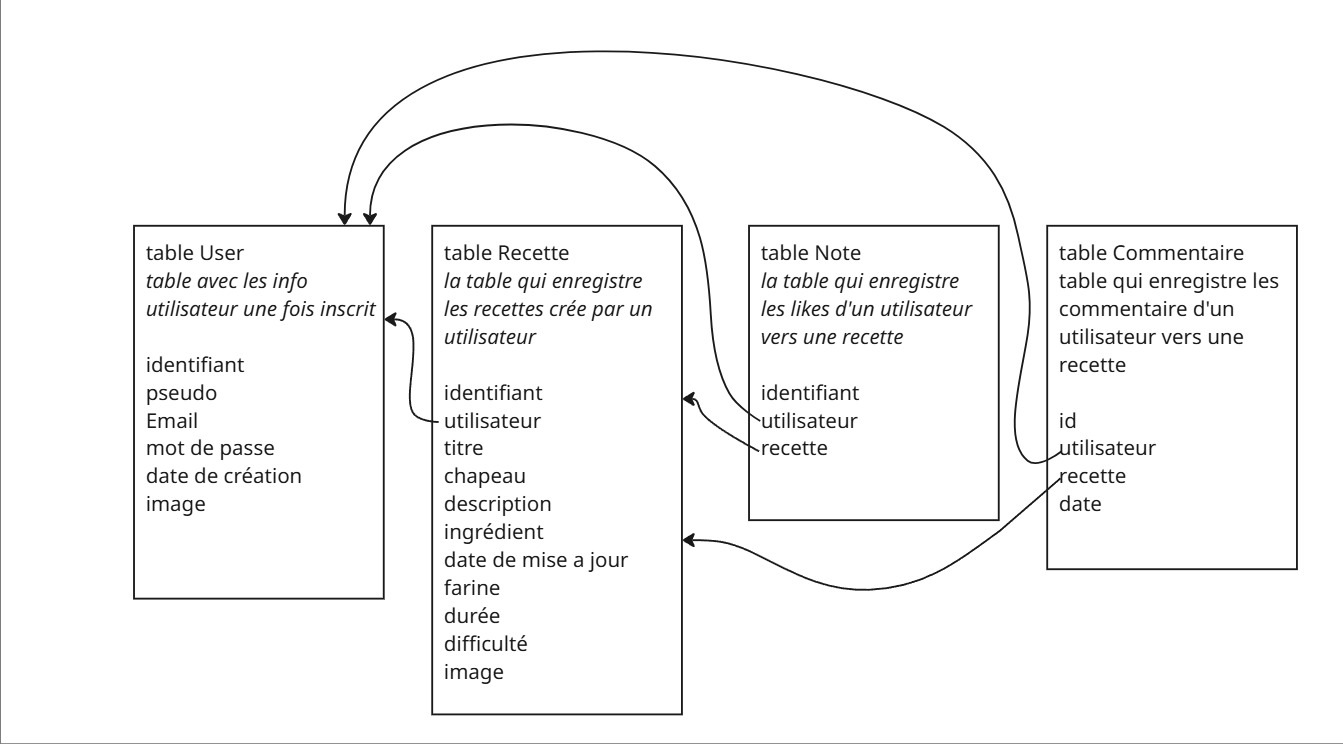 table User
table avec les info
utilisateur une fois inscrit
identifiant
pseudo
Email
mot de passe
date de création
image
table Recette
la table qui enregistre
les recettes crée par un
utilisateur
identifiant
utilisateur
titre
chapeau
description
ingrédient
date de mise a jour
farine
durée
difficulté
image
table Note
la table qui enregistre
les likes d'un utilisateur
vers une recette
identifiant
utilisateur
recette
table Commentaire
table qui enregistre les
commentaire d'un
utilisateur vers une
recette
id
utilisateur
recette
date